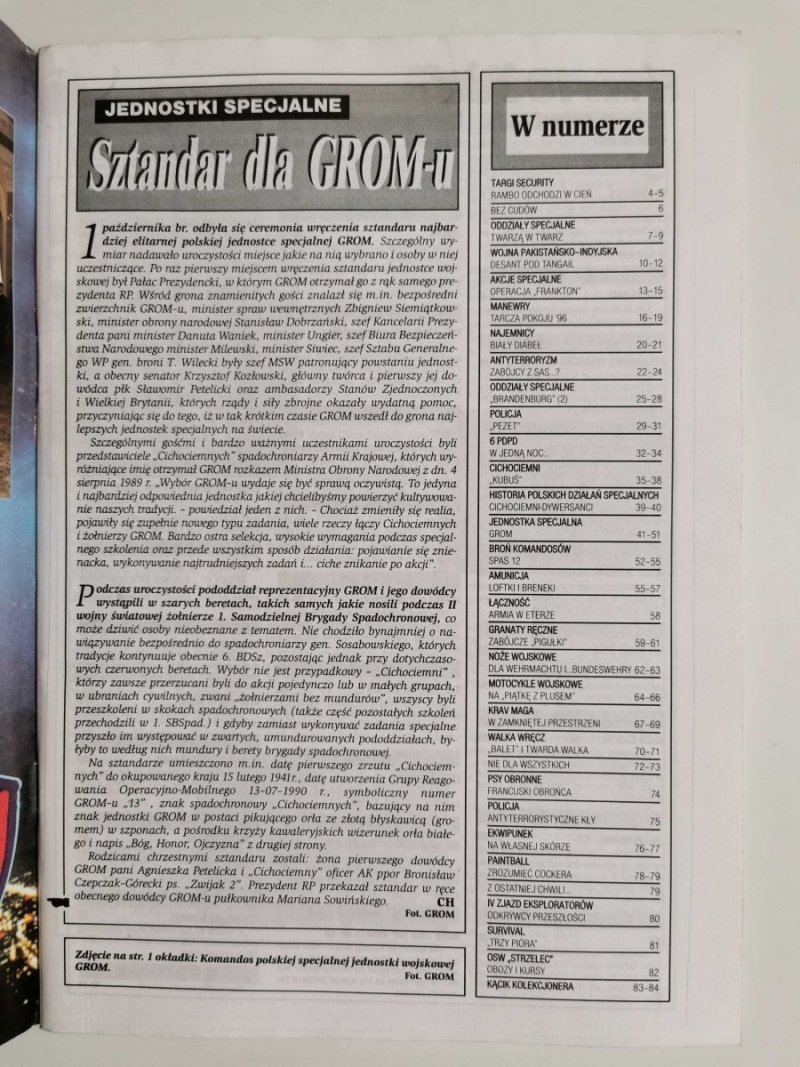 JEDNOSTKI SPECJALNE
Sztandar dla GROM-u
1 października br. odbyła się ceremonia wręczenia sztandaru najbar-
dziej elitarnej polskiej jednostce specjalnej GROM. Szczególny wy-
miar nadawało uroczystości miejsce jakie na nią wybrano i osoby w niej
uczestniczące. Po raz pierwszy miejscem wręczenia sztandaru jednostce woj-
skowej był Pałac Prezydencki, w którym GROM otrzymał go z rąk samego pre-
zydenta RP. Wśród grona znamienitych gości znalazł się m.in. bezpośredni
zwierzchnik GROM-u, minister spraw wewnętrznych Zbigniew Siemiątkow-
ski, minister obrony narodowej Stanisław Dobrzański, szef Kancelarii Prezy-
denta pani minister Danuta Waniek, minister Ungier, szef Biura Bezpieczeń-
stwa Narodowego minister Milewski, minister Siwiec, szef Sztabu Generalne-
go WP gen. broni T. Wilecki były szef MSW patronujący powstaniu jednost-
ki, a obecny senator Krzysztof Kozłowski, główny twórca i pierwszy jej do-
wódca płk Sławomir Petelicki oraz ambasadorzy Stanów Zjednoczonych
i Wielkiej Brytanii, których rządy i siły zbrojne okazały wydatną pomoc,
przyczyniając się do tego, iż w tak krótkim czasie GROM wszedł do grona naj-
lepszych jednostek specjalnych na świecie.
Szczególnymi gośćmi i bardzo ważnymi uczestnikami uroczystości byli
przedstawiciele „Cichociemnych" spadochroniarzy Armii Krajowej, których wy-
różniające imię otrzymał GROM rozkazem Ministra Obrony Narodowej z dn. 4
sierpnia 1989 r. „Wybór GROM-u wydaje się być sprawą oczywistą. To jedyna
i najbardziej odpowiednia jednostka jakiej chcielibyśmy powierzyć kultywowa-
nie naszych tradycji. - powiedział jeden z nich. - Chociaż zmieniły się realia,
pojawiły się zupełnie nowego typu zadania, wiele rzeczy łączy Cichociemnych
i żołnierzy GROM. Bardzo ostra selekcja, wysokie wymagania podczas specjal-
nego szkolenia oraz przede wszystkim sposób działania: pojawianie się znie-
nacka, wykonywanie najtrudniejszych zadań i... ciche znikanie po akcji".
Podczas uroczystości pododdział reprezentacyjny GROM i jego dowódcy
wystąpili w szarych beretach, takich samych jakie nosili podczas II
wojny światowej żołnierze 1. Samodzielnej Brygady Spadochronowej, co
może dziwić osoby nieobeznane z tematem. Nie chodziło bynajmniej o na-
wiązywanie bezpośrednio do spadochroniarzy gen. Sosabowskiego, których
tradycje kontynuuje obecnie 6. BDSz, pozostając jednak przy dotychczaso-
wych czerwonych beretach. Wybór nie jest przypadkowy - „Cichociemni" ,
którzy zawsze przerzucani byli do akcji pojedynczo lub w małych grupach,
w ubraniach cywilnych, zwani „żołnierzami bez mundurów", wszyscy byli
przeszkoleni w skokach spadochronowych (także część pozostałych szkoleń
przechodzili w 1. SBSpad.) i gdyby zamiast wykonywać zadania specjalne
przyszło im występować w zwartych, umundurowanych pododdziałach, by-
łyby to według nich mundury i berety brygady spadochronowej.
Na sztandarze umieszczono m.in. datę pierwszego zrzutu „Cichociem-
nych" do okupowanego kraju 15 lutego 1941r., datę utworzenia Grupy Reago-
wania Operacyjno-Mobilnego 13-07-1990 r., symboliczny numer
GROM-u „13" , znak spadochronowy „Cichociemnych", bazujący na nim
znak jednostki GROM w postaci pikującego orła ze złotą błyskawicą (gro-
mem) w szponach, a pośrodku krzyży kawaleryjskich wizerunek orła białe-
go i napis „Bóg, Honor, Ojczyzna" z drugiej strony.
Rodzicami chrzestnymi sztandaru zostali: żona pierwszego dowódcy
GROM pani Agnieszka Petelicka i „Cichociemny" oficer AK ppor Bronisław
Czepczak-Górecki ps. „Zwijak 2". Prezydent RP przekazał sztandar w ręce
obecnego dowódcy GROM-u pułkownika Mariana Sowińskiego.
CH
Fot. GROM
Zdjęcie na str. 1 okładki: Komandos polskiej specjalnej jednostki wojskowej
GROM.
Fot. GROM
W numerze
TARGI SECURITY
RAMBO ODCHODZI W CIEŃ 4-5
BEZ CUDÓW 6
ODDZIAŁY SPECJALNE
TWARZĄ W TWARZ 7-9
WOJNA PAKISTAŃSKO-INDYJSKA
DESANT POD TANGAIL 10-12
AKCJE SPECJALNE
OPERACJA „FRANKTON" 13-15
MANEWRY
TARCZA POKOJU '96 16-19
NAJEMNICY
BIAŁY DIABEŁ 20-21
ANTYTERRORYZM
ZABÓJCY Z SAS...? 22-24
ODDZIAŁY SPECJALNE
„BRANDENBURG" (2) 25-28
POLICJA
„PEZET" 29-31
6 PDPD
W JEDNĄ NOC... 32-34
CICHOCIEMNI
„KUBUŚ" 35-38
HISTORIA POLSKICH DZIAŁAŃ SPECJALNYCH
CICHOCIEMNI-DYWERSANCI 39-40
JEDNOSTKA SPECJALNA
GROM 41-51
BROŃ KOMANDOSÓW
SPAS 12 52-55
AMUNICJA
LOFTKI I BRENEKI 55-57
ŁĄCZNOŚĆ
ARMIA W ETERZE 58
GRANATY RĘCZNE
ZABÓJCZE „PIGUŁKI" 59-61
NOŻE WOJSKOWE
DLA WEHRMACHTU I...BUNDESWEHRY 62-63
MOTOCYKLE WOJSKOWE
NA „PIĄTKĘ Z PLUSEM" 64-66
KRAV MAGA
W ZAMKNIĘTEJ PRZESTRZENI 67-69
WALKA WRĘCZ
„BALET" I TWARDA WALKA 70-71
NIE DLA WSZYSTKICH 72-73
PSY OBRONNE
FRANCUSKI OBROŃCA 74
POLICJA
ANTYTERRORYSTYCZNE KŁY 75
EKWIPUNEK
NA WŁASNEJ SKÓRZE 76-77
PAINTBALL
ZROZUMIEĆ COCKERA 78-79
Z OSTATNIEJ CHWILI... 79
IV ZJAZD EKSPLORATORÓW
ODKRYWCY PRZESZŁOŚCI 80
SURVIVAL
„TRZY PIÓRA" 81
OSW „STRZELEC"
OBOZY I KURSY 82
KĄCIK KOLEKCJONERA 83-84